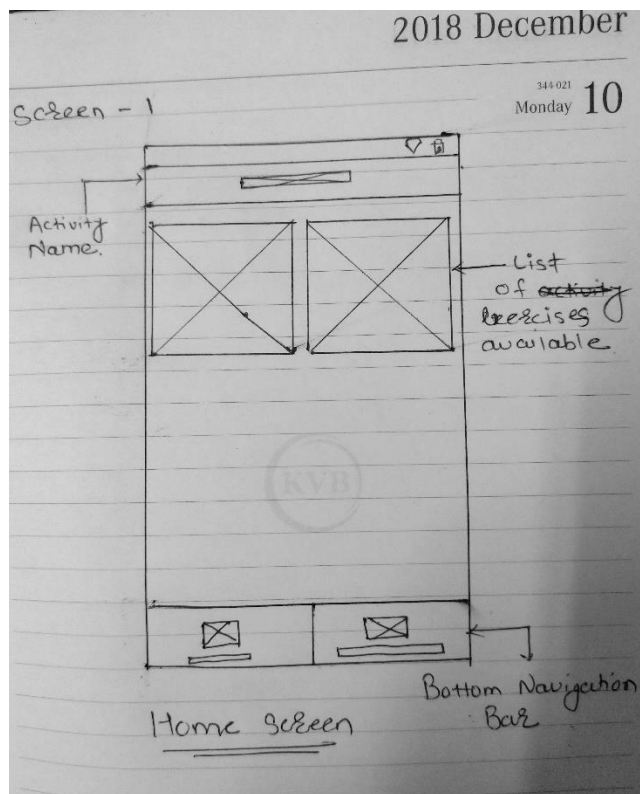 2018 December
344-021
Monday 10
Screen - 1
Activity
Name.
List
of activity
exercises
available
KVB
Bottom Navigation
Bar
Home Screen